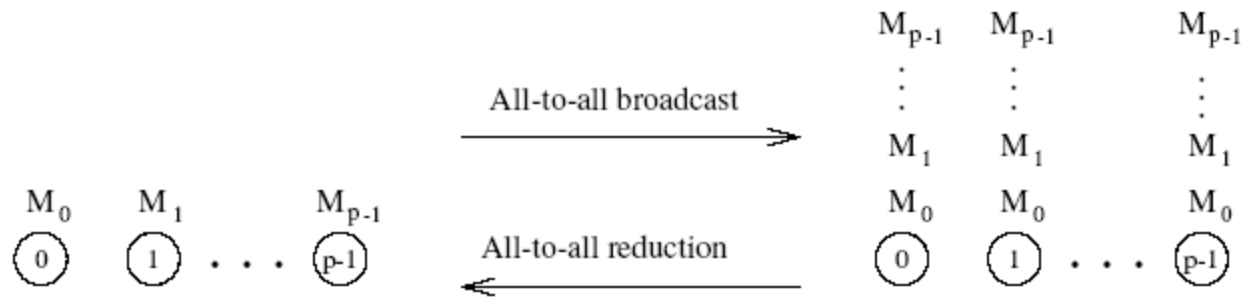 M_{p-1} M_{p-1} M_{p-1}
All-to-all broadcast
M_1 M_1 M_1
M_0 M_1 M_{p-1} M_0 M_0 M_0
All-to-all reduction
0 1 . . . p-1 0 1 . . . p-1